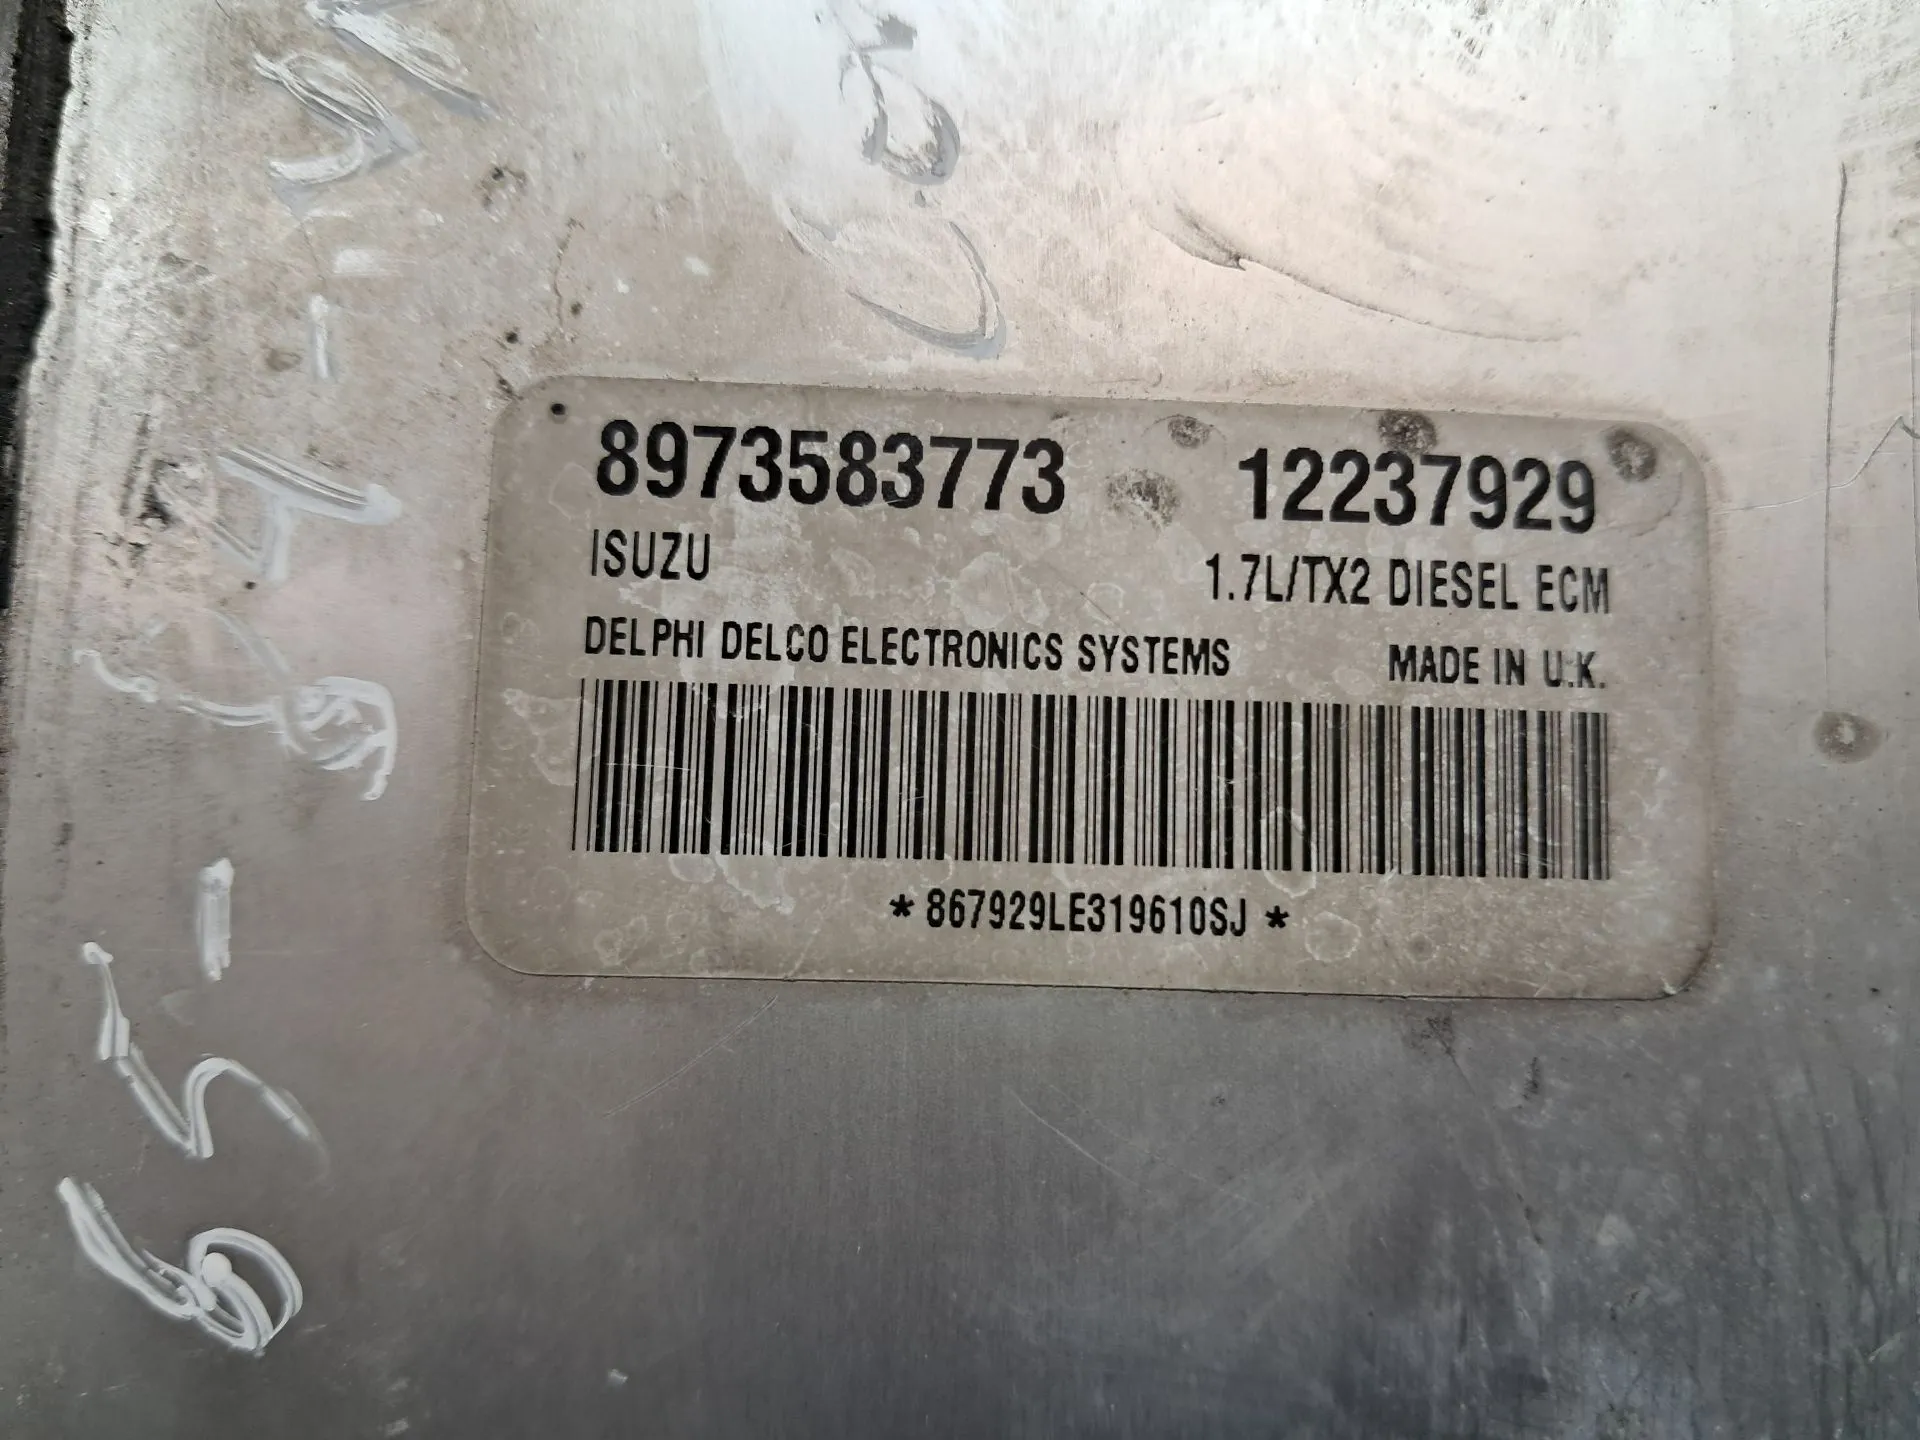 8973583773 12237929
ISUZU 1.7L/TX2 DIESEL ECM
DELPHI DELCO ELECTRONICS SYSTEMS MADE IN U.K.
* 867929LE319610SJ *